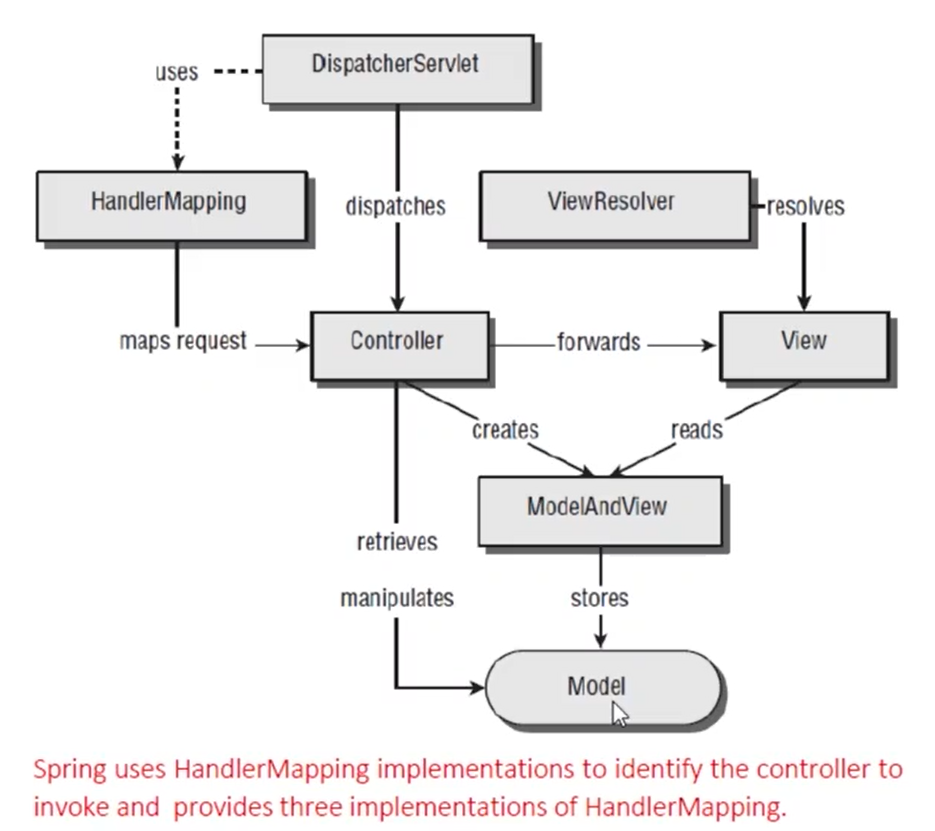 DispatcherServlet
uses
HandlerMapping
dispatches
ViewResolver
resolves
maps request
Controller
forwards
View
creates
reads
ModelAndView
retrieves
manipulates
stores
Model
Spring uses HandlerMapping implementations to identify the controller to
invoke and  provides three implementations of HandlerMapping.